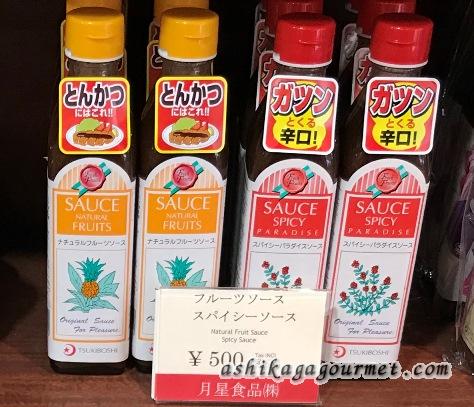 とんかつ
にはこれ!!
SAUCE
NATURAL
FRUITS
ナチュラルフルーツソース
Original Sauce
For Pleasure.
TSUKIBOSHI
とんかつ
にはこれ!!
SAUCE
NATURAL
FRUITS
ナチュラルフルーツソース
ガツン
とくる
辛口!
SAUCE
SPICY
PARADISE
スパイシーパラダイスソース
ガツン
とくる
辛口!
SAUCE
SPICY
PARADISE
スパイシーパラダイスソース
Original Sauce
For Pleasure.
TSUKIBOSHI
フルーツソース
スパイシーソース
Natural Fruit Sauce
Spicy Sauce
¥500
月星食品㈱
ashikagagourmet.com